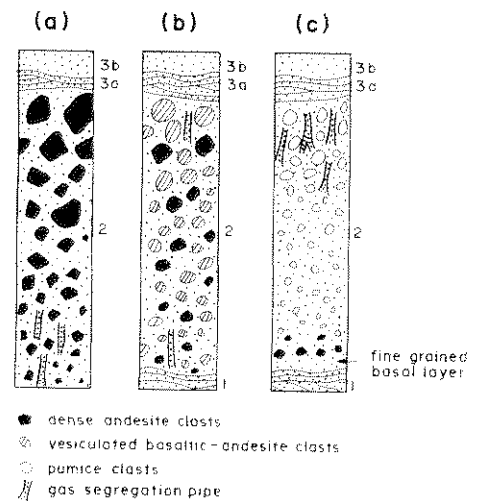 (a) (b) (c)
3b 3b 3b
3a 3a 3a
2 2 2
fine grained
basal layer
1 1
dense andesite clasts
vesiculated basaltic-andesite clasts
pumice clasts
gas segregation pipe